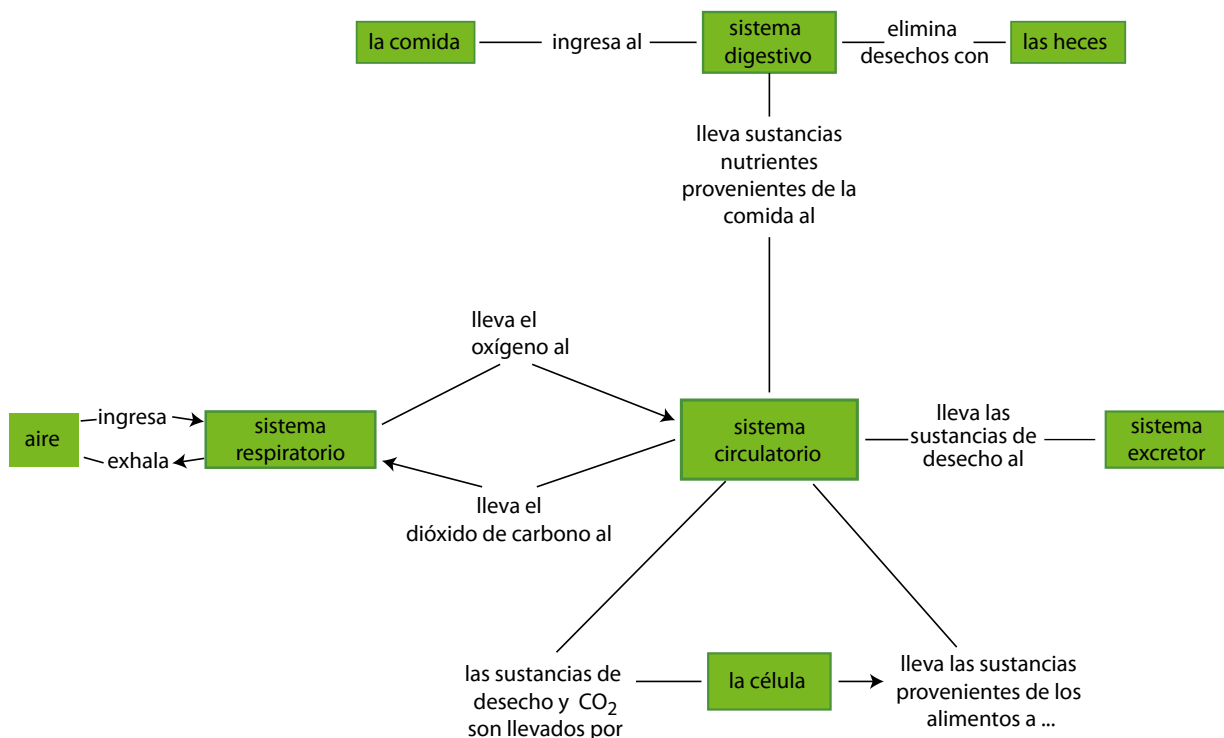 la comida
ingresa al
sistema
digestivo
elimina
desechos con
las heces
lleva sustancias
nutrientes
provenientes de la
comida al
lleva el
oxígeno al
aire
ingresa
exhala
sistema
respiratorio
sistema
circulatorio
lleva las
sustancias de
desecho al
sistema
excretor
lleva el
dióxido de carbono al
las sustancias de
desecho y CO₂
son llevados por
la célula
lleva las sustancias
provenientes de los
alimentos a ...